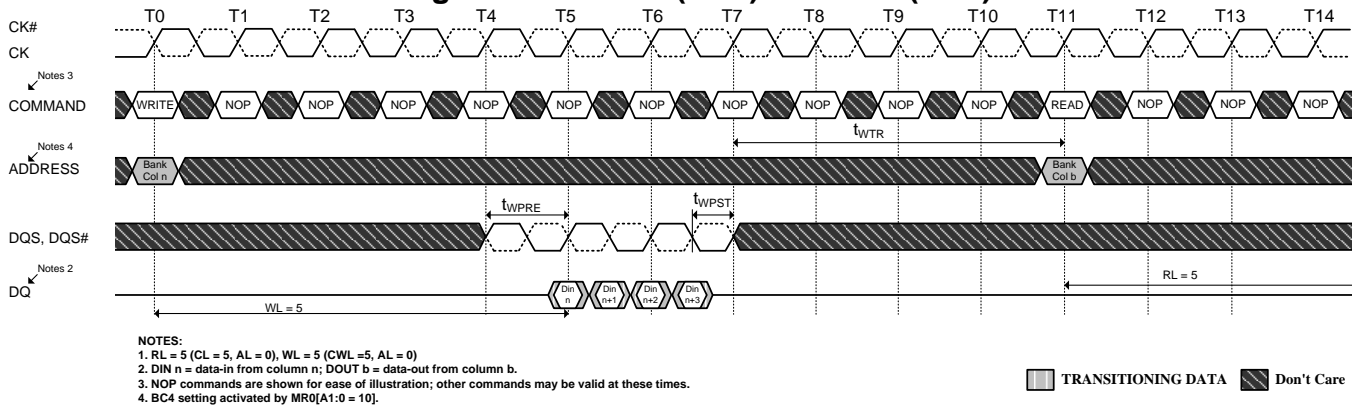 T0 T1 T2 T3 T4 T5 T6 T7 T8 T9 T10 T11 T12 T13 T14
CK#
CK
Notes 3
COMMAND
WRITE NOP NOP NOP NOP NOP NOP NOP NOP NOP NOP READ NOP NOP NOP
tWTR
Notes 4
ADDRESS
Bank Col n
Bank Col b
tWPRE
tWPST
DQS, DQS#
Notes 2
DQ
Din n
Din n+1
Din n+2
Din n+3
RL = 5
WL = 5
NOTES:
1. RL = 5 (CL = 5, AL = 0), WL = 5 (CWL =5, AL = 0)
2. DIN n = data-in from column n; DOUT b = data-out from column b.
3. NOP commands are shown for ease of illustration; other commands may be valid at these times.
4. BC4 setting activated by MR0[A1:0 = 10].
TRANSITIONING DATA
Don't Care